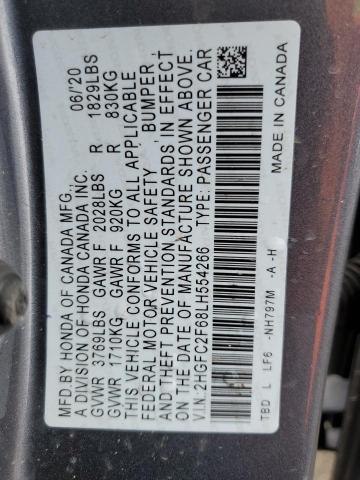 MFD.BY HONDA OF CANADA MFG., 06/'20
A DIVISION OF HONDA CANADA INC.
GVWR 3769LBS GAWR F 2028LBS R 1829LBS
GVWR 1710KG GAWR F 920KG R 830KG
THIS VEHICLE CONFORMS TO ALL APPLICABLE
FEDERAL MOTOR VEHICLE SAFETY, BUMPER,
AND THEFT PREVENTION STANDARDS IN EFFECT
ON THE DATE OF MANUFACTURE SHOWN ABOVE.
V.I.N: 2HGFC2F68LH554266 TYPE: PASSENGER CAR
TBD L LF6 -NH797M -A -H MADE IN CANADA